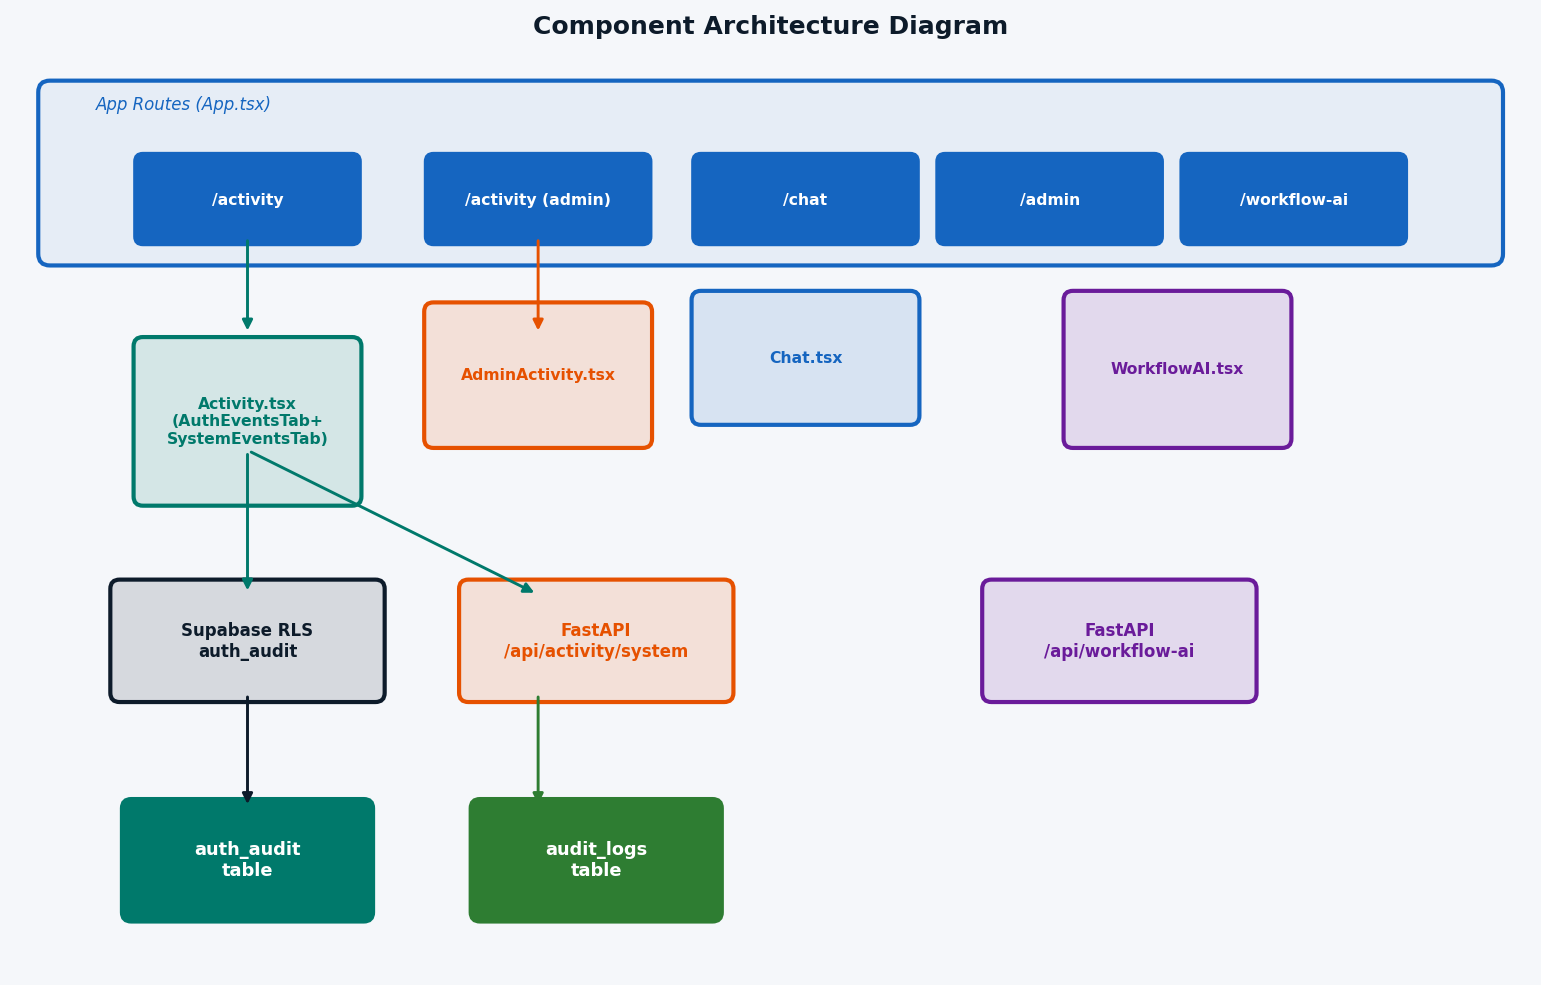 Component Architecture Diagram
App Routes (App.tsx)
/activity
/activity (admin)
/chat
/admin
/workflow-ai
Activity.tsx
(AuthEventsTab+
SystemEventsTab)
AdminActivity.tsx
Chat.tsx
WorkflowAI.tsx
Supabase RLS
auth_audit
FastAPI
/api/activity/system
FastAPI
/api/workflow-ai
auth_audit
table
audit_logs
table